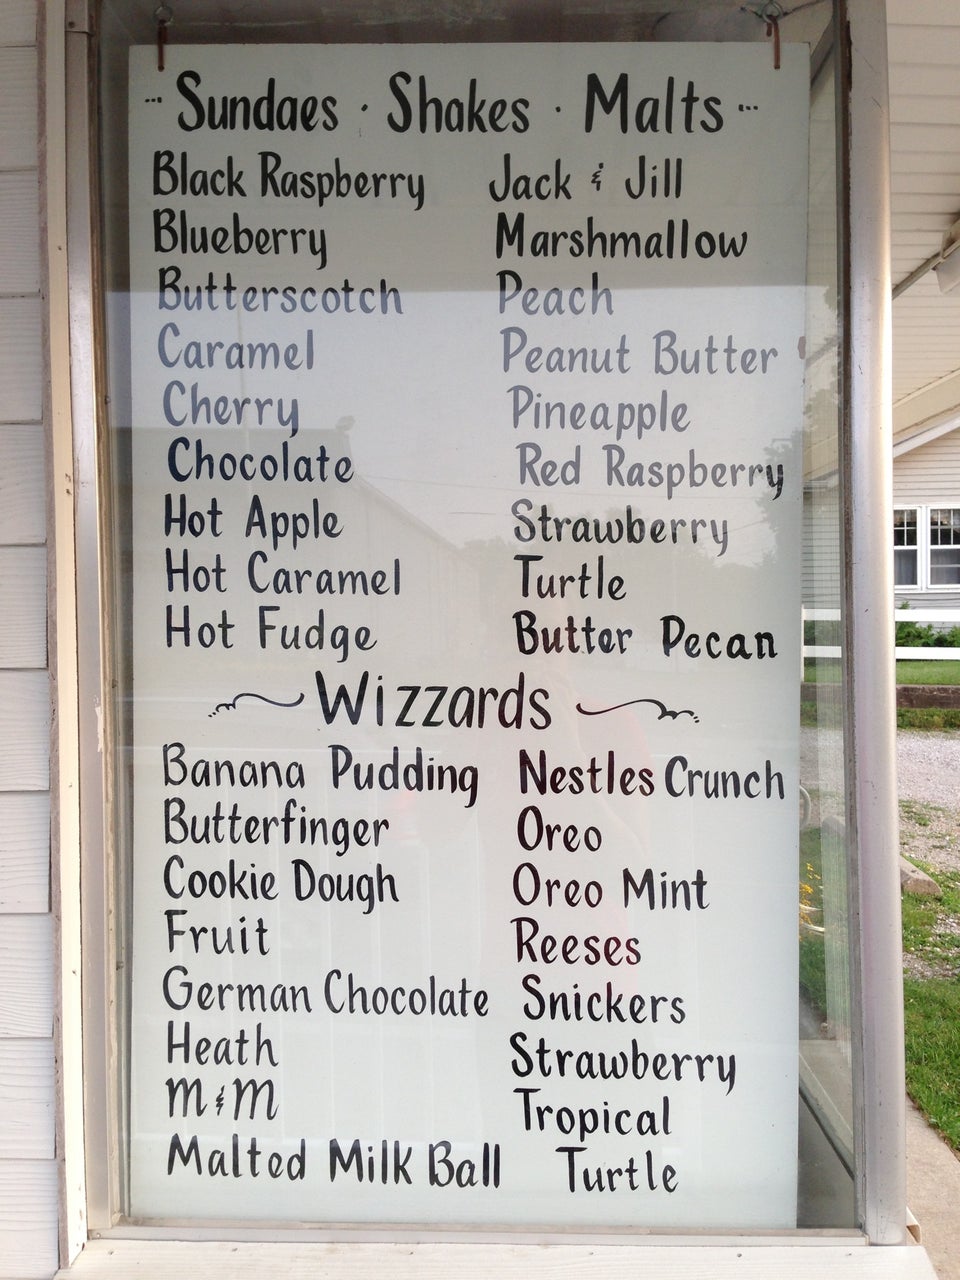 ··· Sundaes · Shakes · Malts ···
Black Raspberry
Blueberry
Butterscotch
Caramel
Cherry
Chocolate
Hot Apple
Hot Caramel
Hot Fudge
Jack & Jill
Marshmallow
Peach
Peanut Butter
Pineapple
Red Raspberry
Strawberry
Turtle
Butter Pecan
Wizzards
Banana Pudding
Butterfinger
Cookie Dough
Fruit
German Chocolate
Heath
M&M
Malted Milk Ball
Nestles Crunch
Oreo
Oreo Mint
Reeses
Snickers
Strawberry
Tropical
Turtle